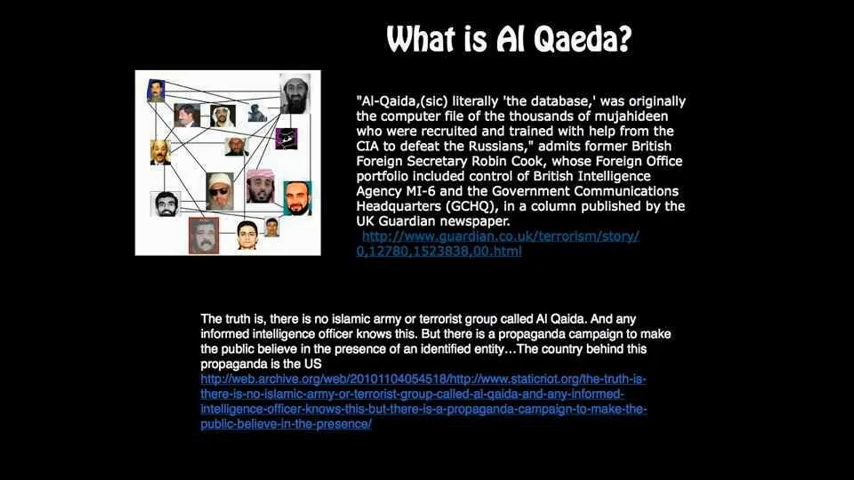 What is Al Qaeda?
"Al-Qaida,(sic) literally 'the database,' was originally
the computer file of the thousands of mujahideen
who were recruited and trained with help from the
CIA to defeat the Russians," admits former British
Foreign Secretary Robin Cook, whose Foreign Office
portfolio included control of British Intelligence
Agency MI-6 and the Government Communications
Headquarters (GCHQ), in a column published by the
UK Guardian newspaper.
http://www.guardian.co.uk/terrorism/story/
0,12780,1523838,00.html
The truth is, there is no islamic army or terrorist group called Al Qaida. And any
informed intelligence officer knows this. But there is a propaganda campaign to make
the public believe in the presence of an identified entity…The country behind this
propaganda is the US
http://web.archive.org/web/20101104054518/http://www.staticriot.org/the-truth-is-
there-is-no-islamic-army-or-terrorist-group-called-al-qaida-and-any-informed-
intelligence-officer-knows-this-but-there-is-a-propaganda-campaign-to-make-the-
public-believe-in-the-presence/